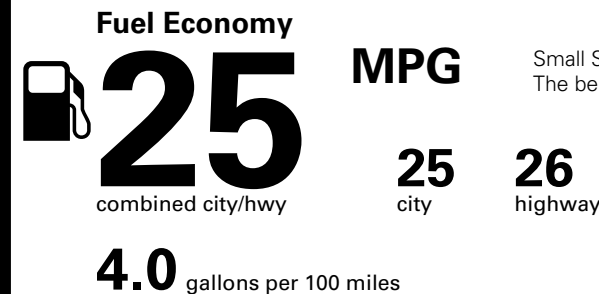 Fuel Economy
25
MPG
Small
The
combined city/hwy
25
city
26
highway
4.0 gallons per 100 miles